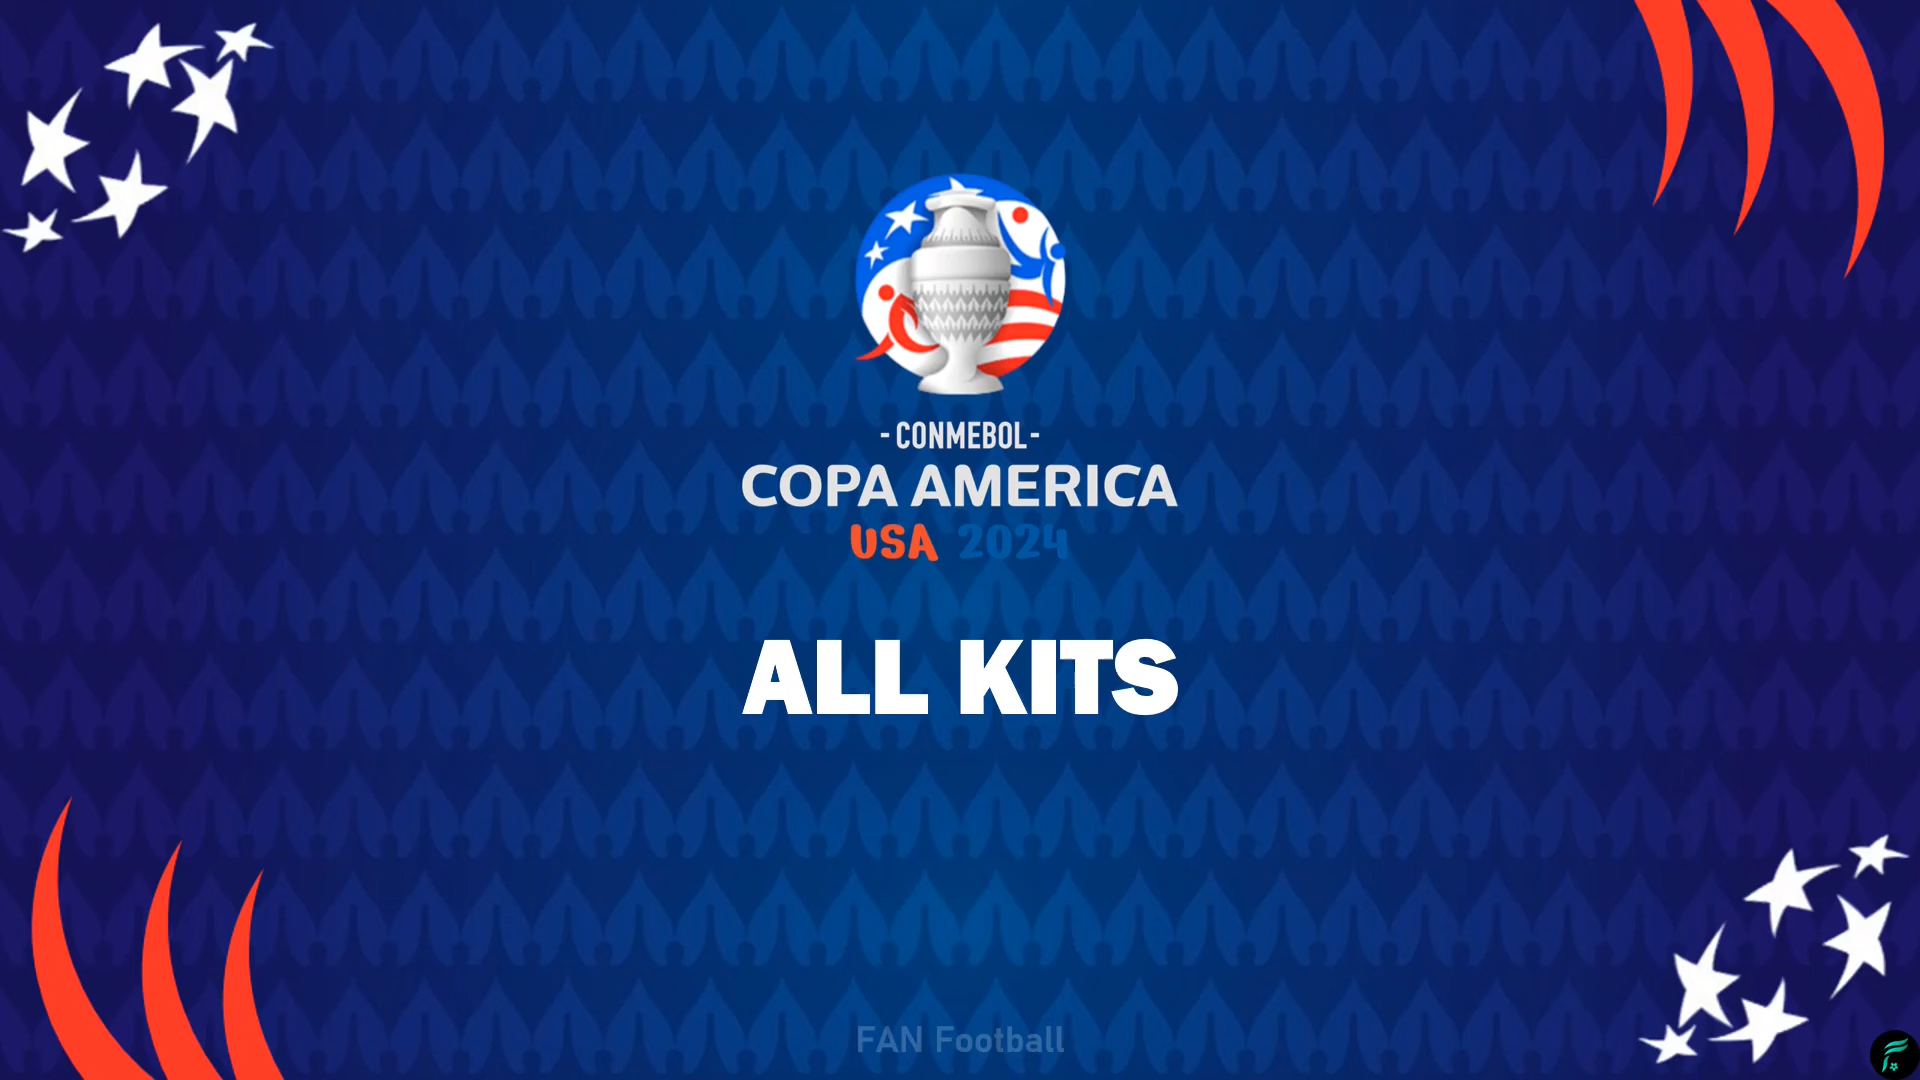 -CONMEBOL-
COPA AMERICA
USA 2024
ALL KITS
FAN Football